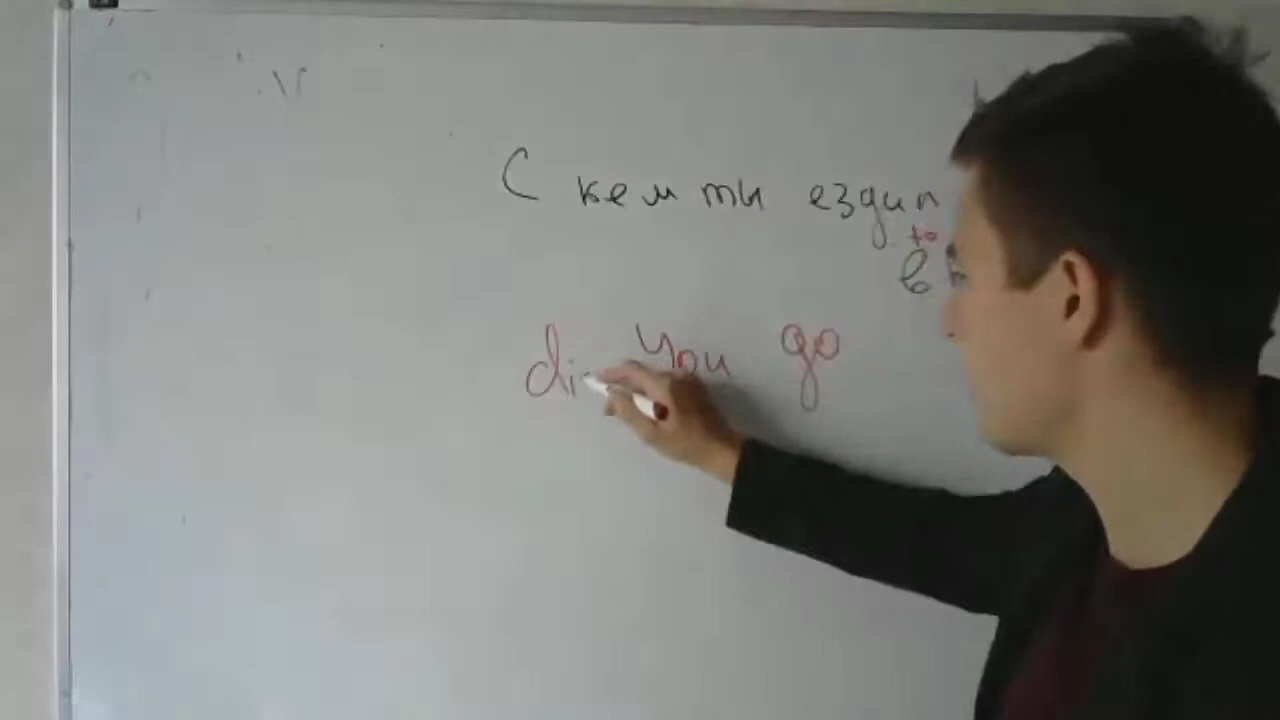 С кем ты ездил
to
в
di you go